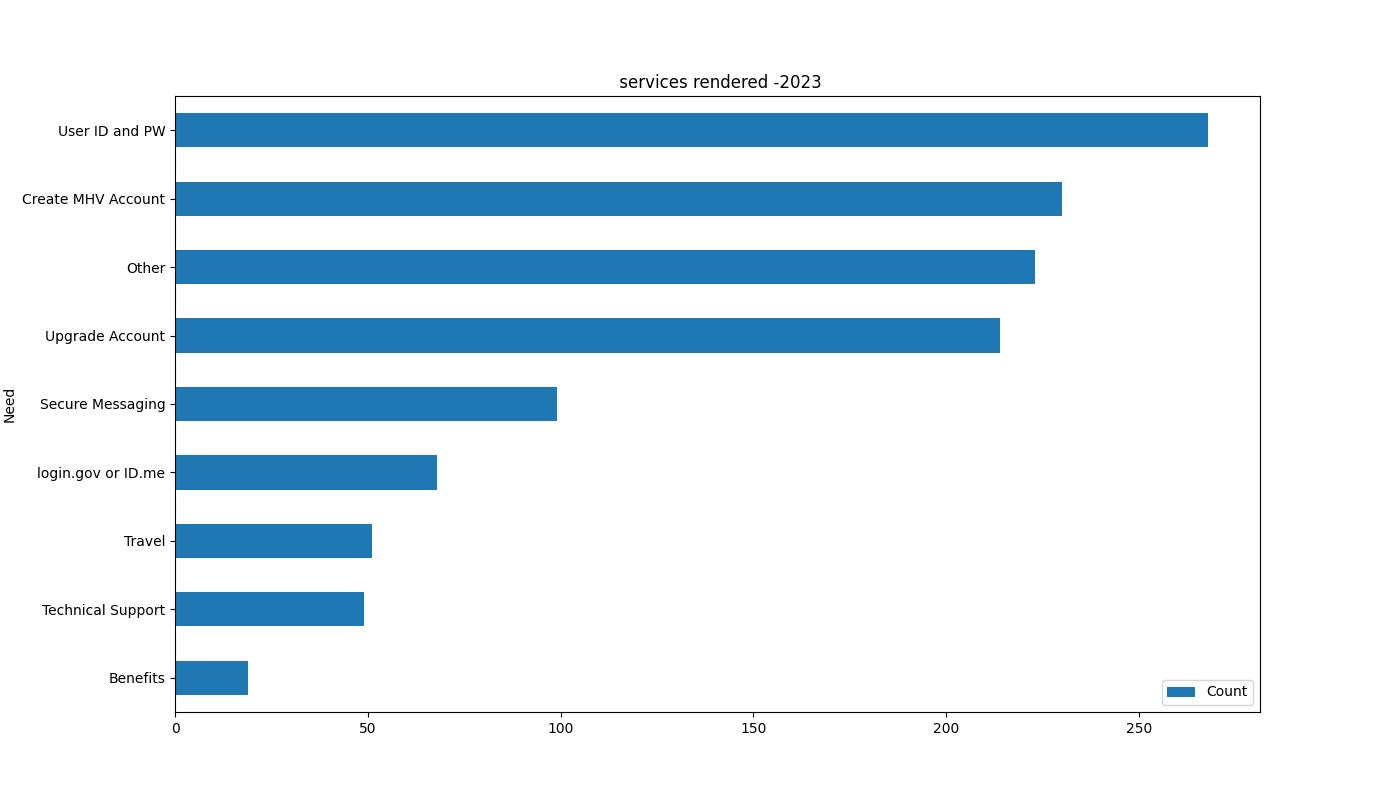 services rendered -2023
User ID and PW
Create MHV Account
Other
Upgrade Account
Secure Messaging
login.gov or ID.me
Travel
Technical Support
Benefits
Need
0 50 100 150 200 250
Count